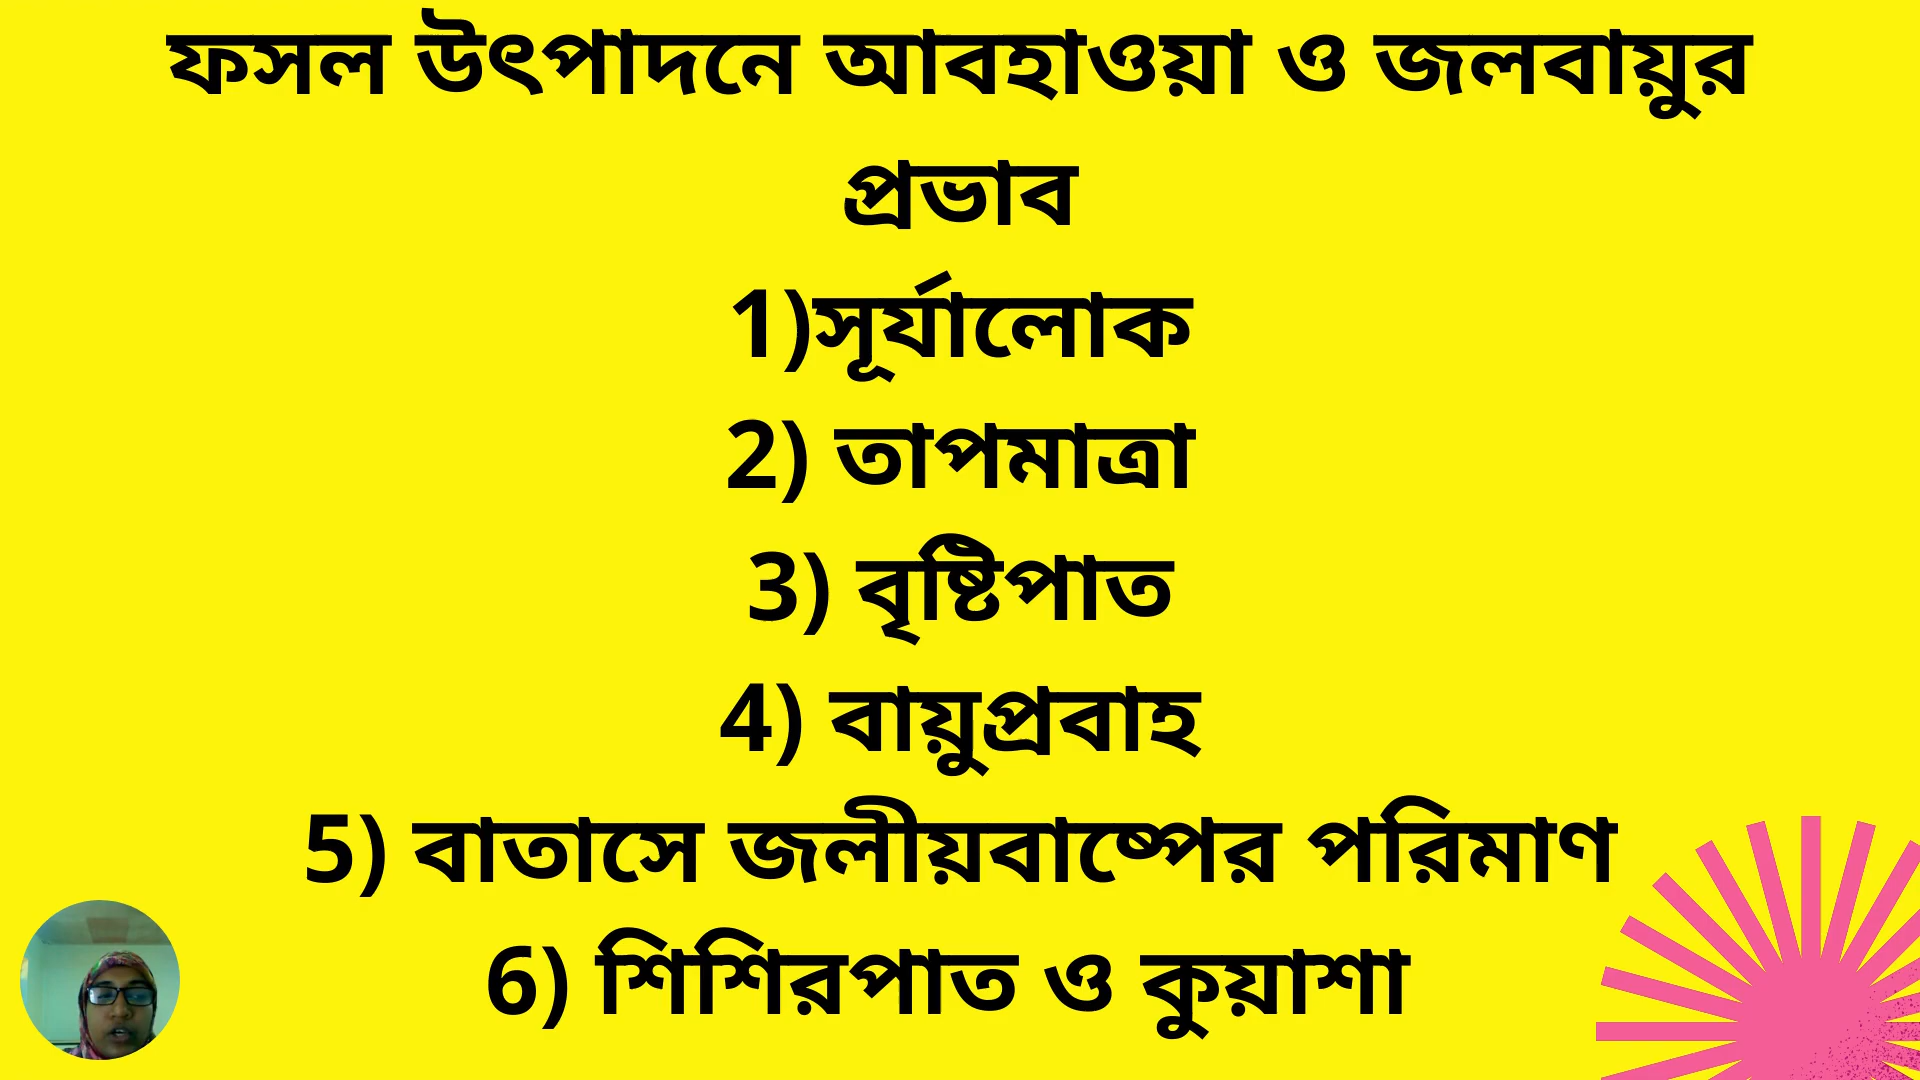 ফসল উৎপাদনে আবহাওয়া ও জলবায়ুর
প্রভাব
1)সূর্যালোক
2) তাপমাত্রা
3) বৃষ্টিপাত
4) বায়ুপ্রবাহ
5) বাতাসে জলীয়বাষ্পের পরিমাণ
6) শিশিরপাত ও কুয়াশা